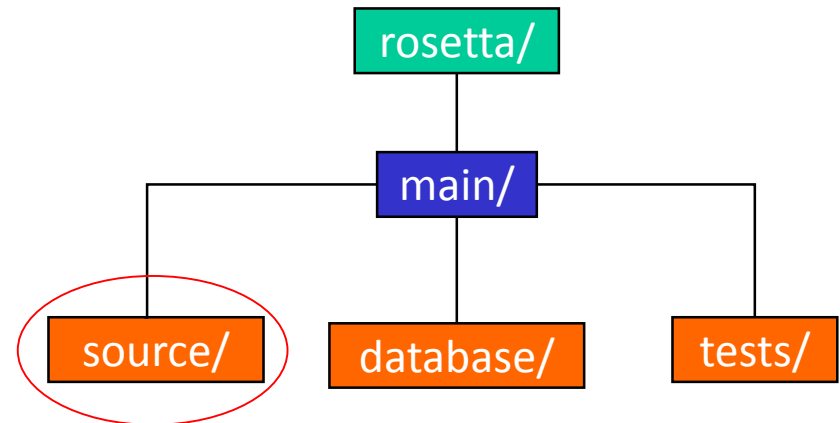 rosetta/
main/
source/
database/
tests/